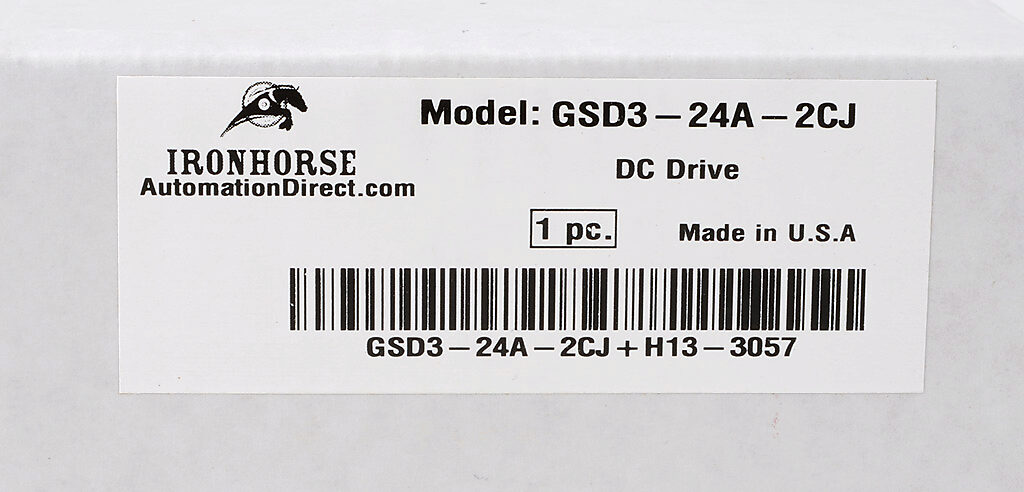 IRONHORSE
AutomationDirect.com
Model: GSD3-24A-2CJ
DC Drive
1 pc.
Made in U.S.A
GSD3-24A-2CJ+H13-3057